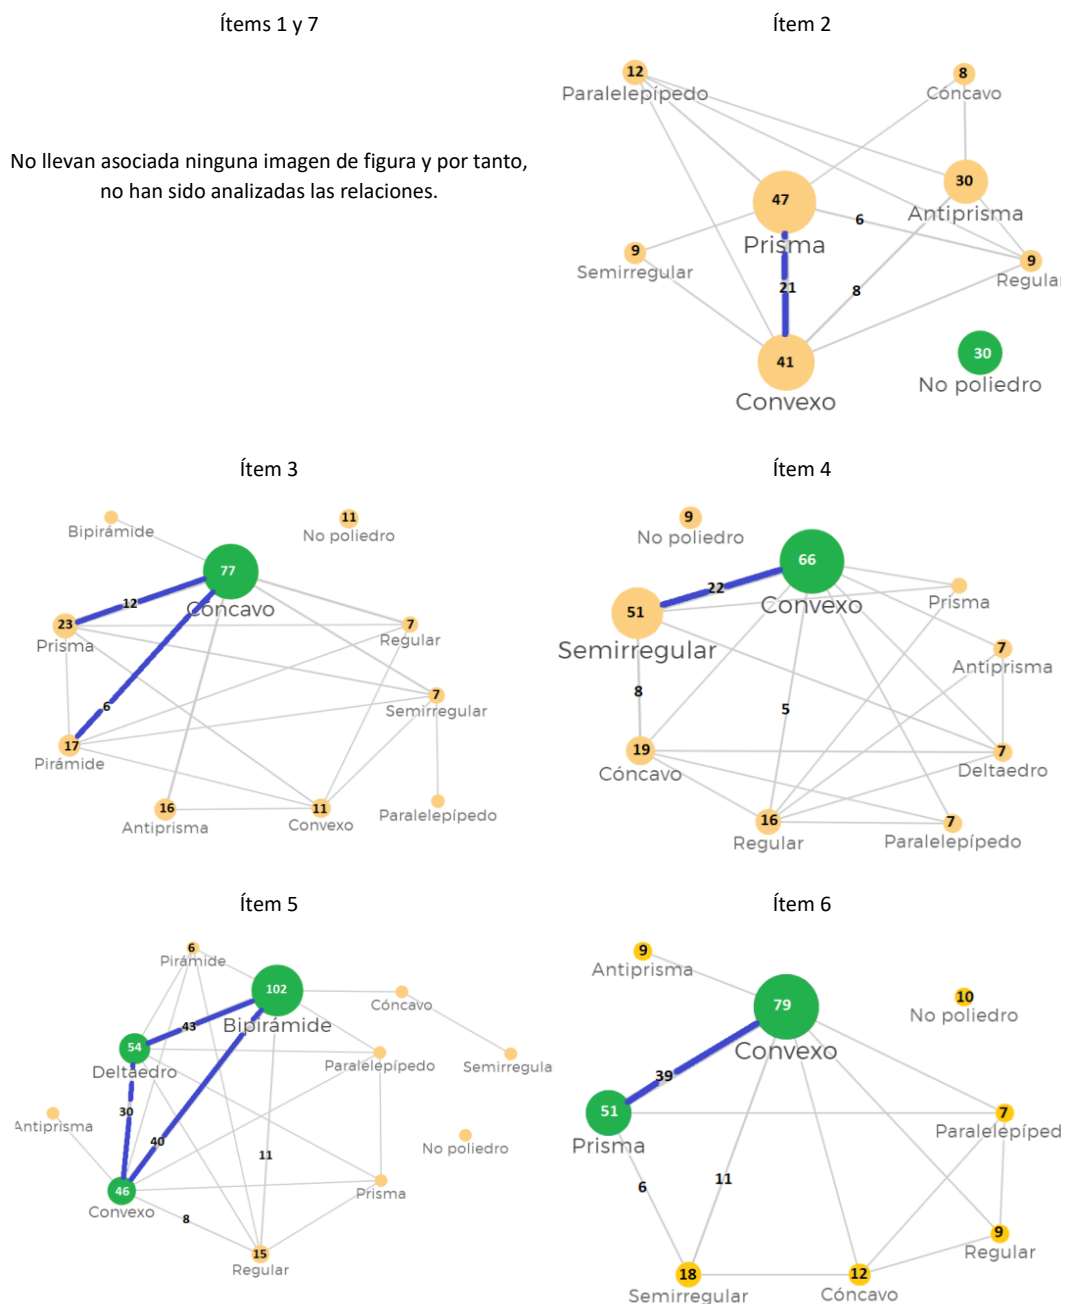 Ítems 1 y 7
No llevan asociada ninguna imagen de figura y por tanto,
no han sido analizadas las relaciones.
Ítem 2
12
Paralelepípedo
8
Cóncavo
47
Prisma
30
Antiprisma
6
9
Semirregular
9
Regular
21
8
41
Convexo
30
No poliedro
Ítem 3
Bipirámide
11
No poliedro
77
Cóncavo
12
23
Prisma
7
Regular
7
Semirregular
6
17
Pirámide
16
Antiprisma
11
Convexo
Paralelepípedo
Ítem 4
9
No poliedro
66
Convexo
22
51
Semirregular
Prisma
7
Antiprisma
8
5
19
Cóncavo
7
Deltaedro
16
Regular
7
Paralelepípedo
Ítem 5
6
Pirámide
102
Bipirámide
Cóncavo
43
54
Deltaedro
Paralelepípedo
Semirregula
30
Antiprisma
40
11
No poliedro
46
Convexo
Prisma
8
15
Regular
Ítem 6
9
Antiprisma
79
Convexo
10
No poliedro
39
51
Prisma
7
Paralelepíped
6
11
9
Regular
18
Semirregular
12
Cóncavo